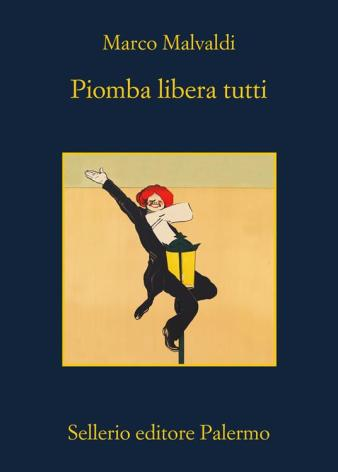 Marco Malvaldi
Piomba libera tutti
Sellerio editore Palermo